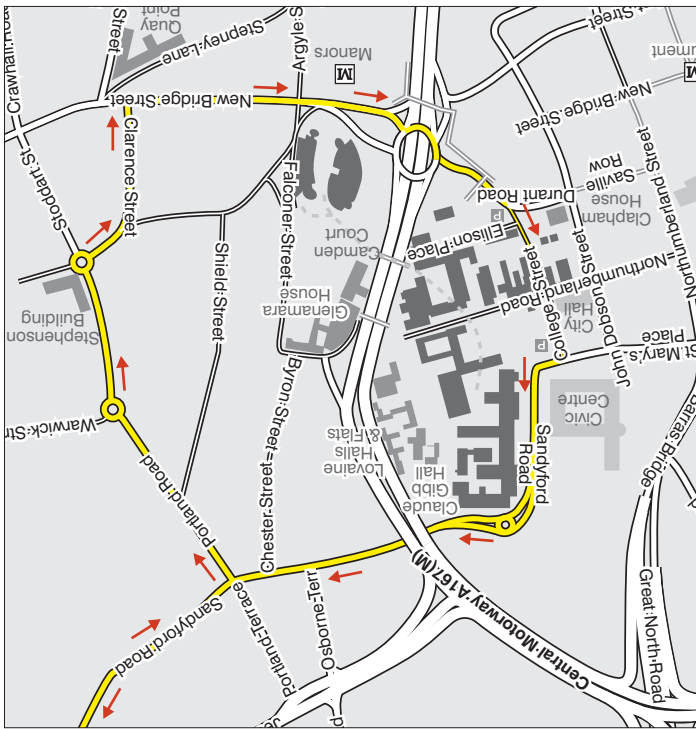 Quay
Point
Street
Stepney Lane
Crawhall
Stoddart St
Argyle S
Manors
M
New Bridge Street
Clarence Street
Falconer Street
Shield Street
Camden
Court
Glenamara
House
Stephenson
Building
Byron Street
Chester Street
Warwick Str
Portland Road
Sandyford Road
Portland Terrace
Osborne Terr
Lovaine
Halls
& Flats
Claude
Gibb
Hall
Central Motorway A167(M)
Sandyford
Road
Civic
Centre
City
Hall
P
P
College Street
Ellison Place
Durant Road
Northumberland Road
John Dobson Street
St. Mary's
Place
arras Bridge
Great North Road
Northumberland Street
Clapham
House
Saville
Row
New Bridge Street
Street
ument
M